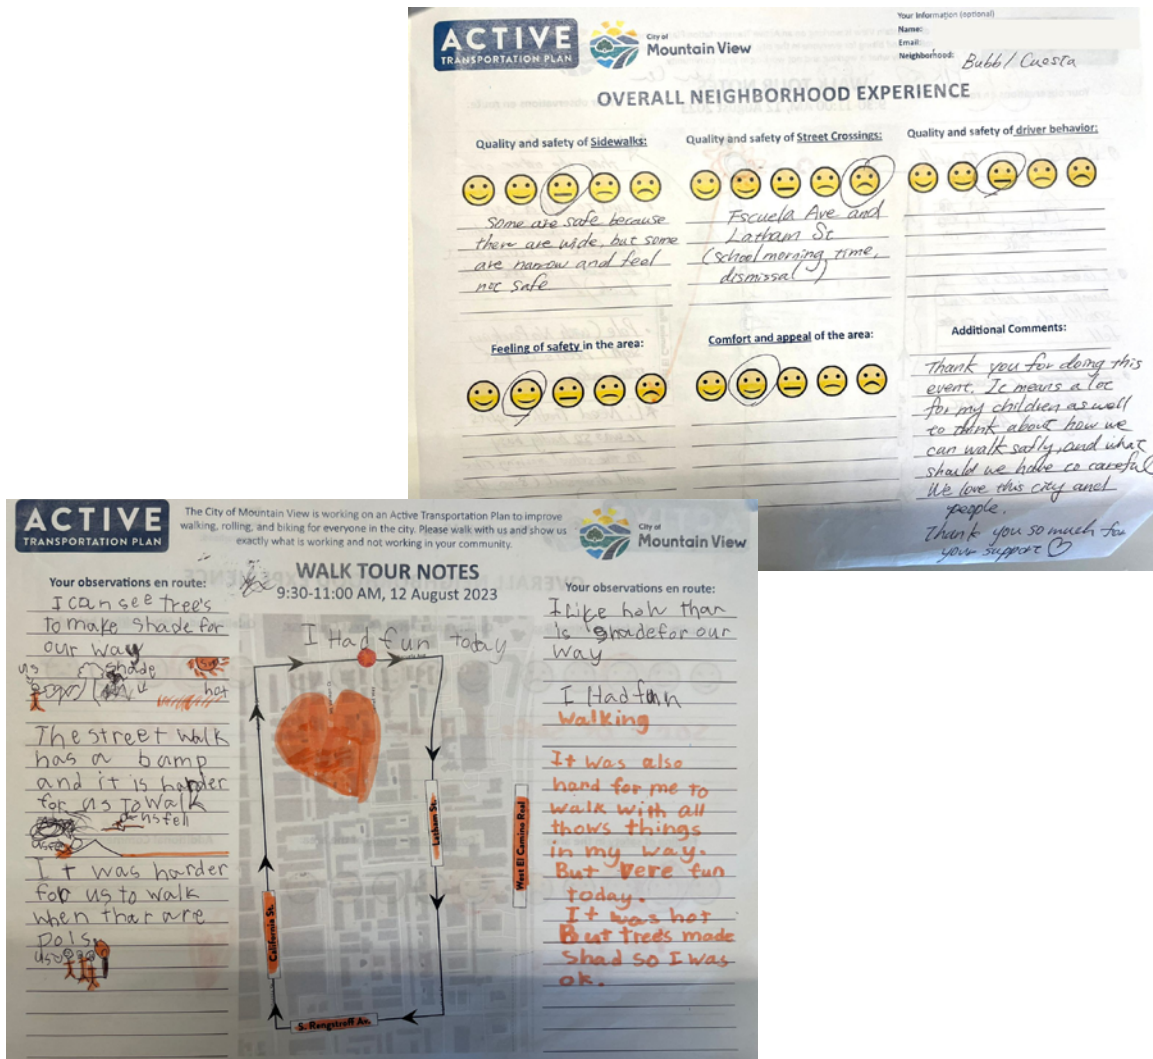 ACTIVE
TRANSPORTATION PLAN
City of
Mountain View
Your Information (optional)
Name:
Email:
Neighborhood: Bubb/Cuesta
OVERALL NEIGHBORHOOD EXPERIENCE
Quality and safety of Sidewalks:
Some are safe because
there are wide, but some
are narrow and feel
not safe
Quality and safety of Street Crossings:
Escuela Ave and
Latham St
(school morning time,
dismissal)
Quality and safety of driver behavior:
Feeling of safety in the area:
Comfort and appeal of the area:
Additional Comments:
Thank you for doing this
event. It means a lot
for my children as well
to think about how we
can walk safly, and what
should we have to careful
We love this city and
people.
Thank you so much for
your support
ACTIVE
TRANSPORTATION PLAN
The City of Mountain View is working on an Active Transportation Plan to improve
walking, rolling, and biking for everyone in the city. Please walk with us and show us
exactly what is working and not working in your community.
City of
Mountain View
WALK TOUR NOTES
9:30-11:00 AM, 12 August 2023
Your observations en route:
I can see tree's
to make shade for
our way
us
shade
sun
hot
The street walk
has a bamp
and it is harder
for us to walk
us fell
It was harder
for us to walk
when thar are
pols.
us
I Had fun today
Latham St.
West El Camino Real
California St.
S. Rengstorff Av.
Your observations en route:
I Like how than
is shade for our
way
I Had fun
walking
It was also
hard for me to
walk with all
thows things
in my way.
But Vere fun
today.
It was hot
But trees made
shad so I was
ok.